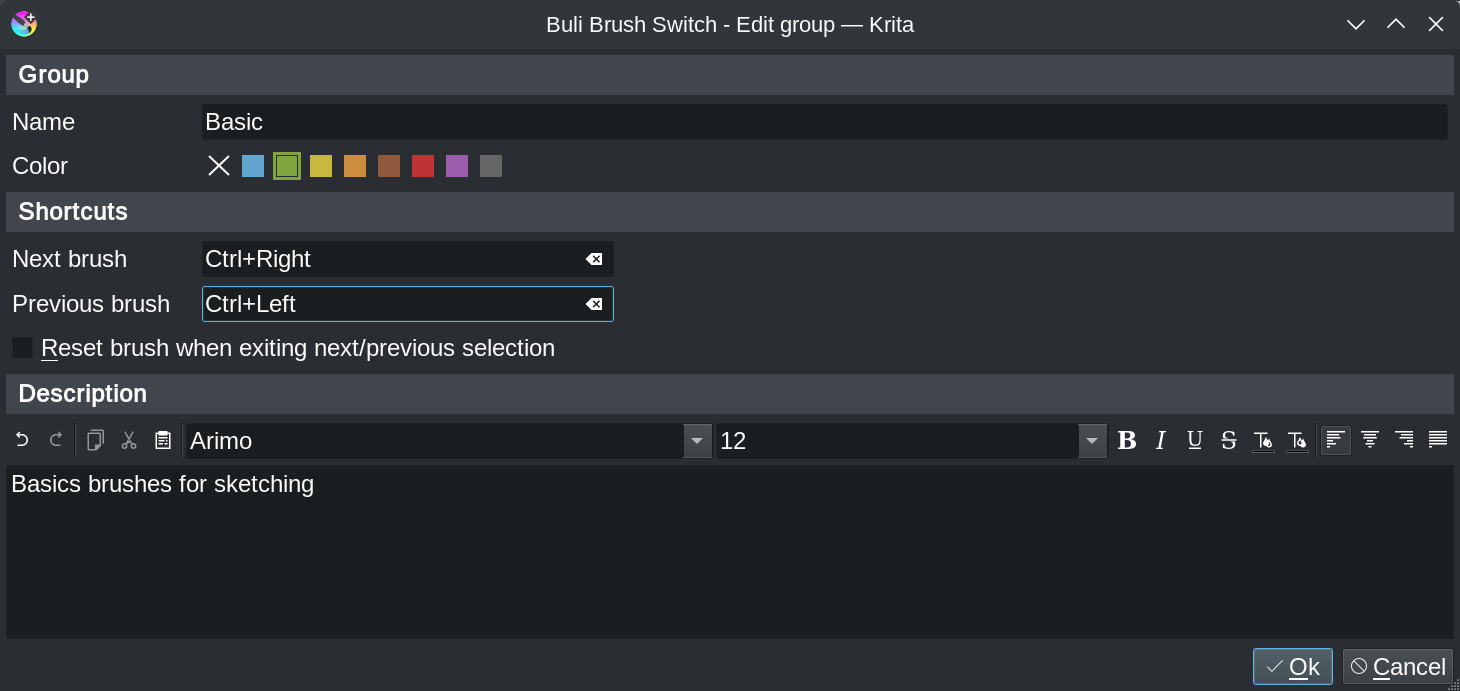 Buli Brush Switch - Edit group — Krita
Group
Name Basic
Color
Shortcuts
Next brush Ctrl+Right
Previous brush Ctrl+Left
Reset brush when exiting next/previous selection
Description
Arimo 12 B I U S
Basics brushes for sketching
Ok Cancel